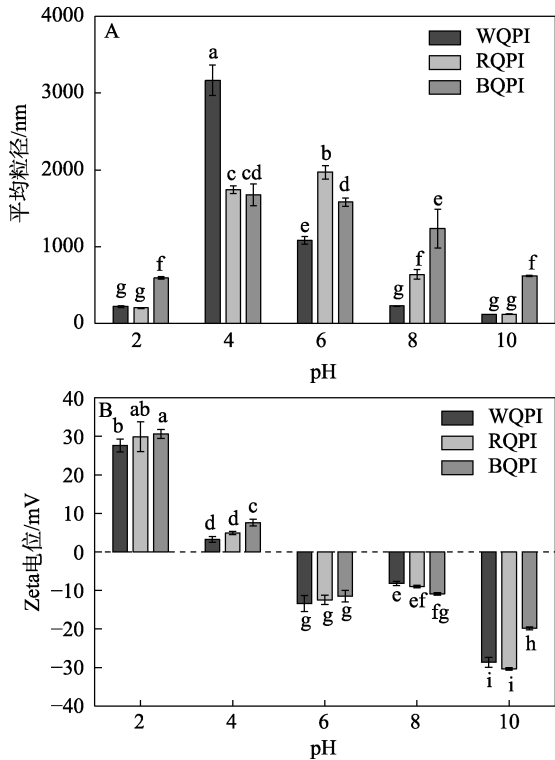 A
WQPI
RQPI
BQPI
平均粒径/nm
4000
3000
2000
1000
0
g g f
a c cd
e b d
g f e
g g f
2 4 6 8 10
pH
B
WQPI
RQPI
BQPI
Zeta电位/mV
40
30
20
10
0
−10
−20
−30
−40
b ab a
d d c
g g g
e ef fg
i i h
2 4 6 8 10
pH